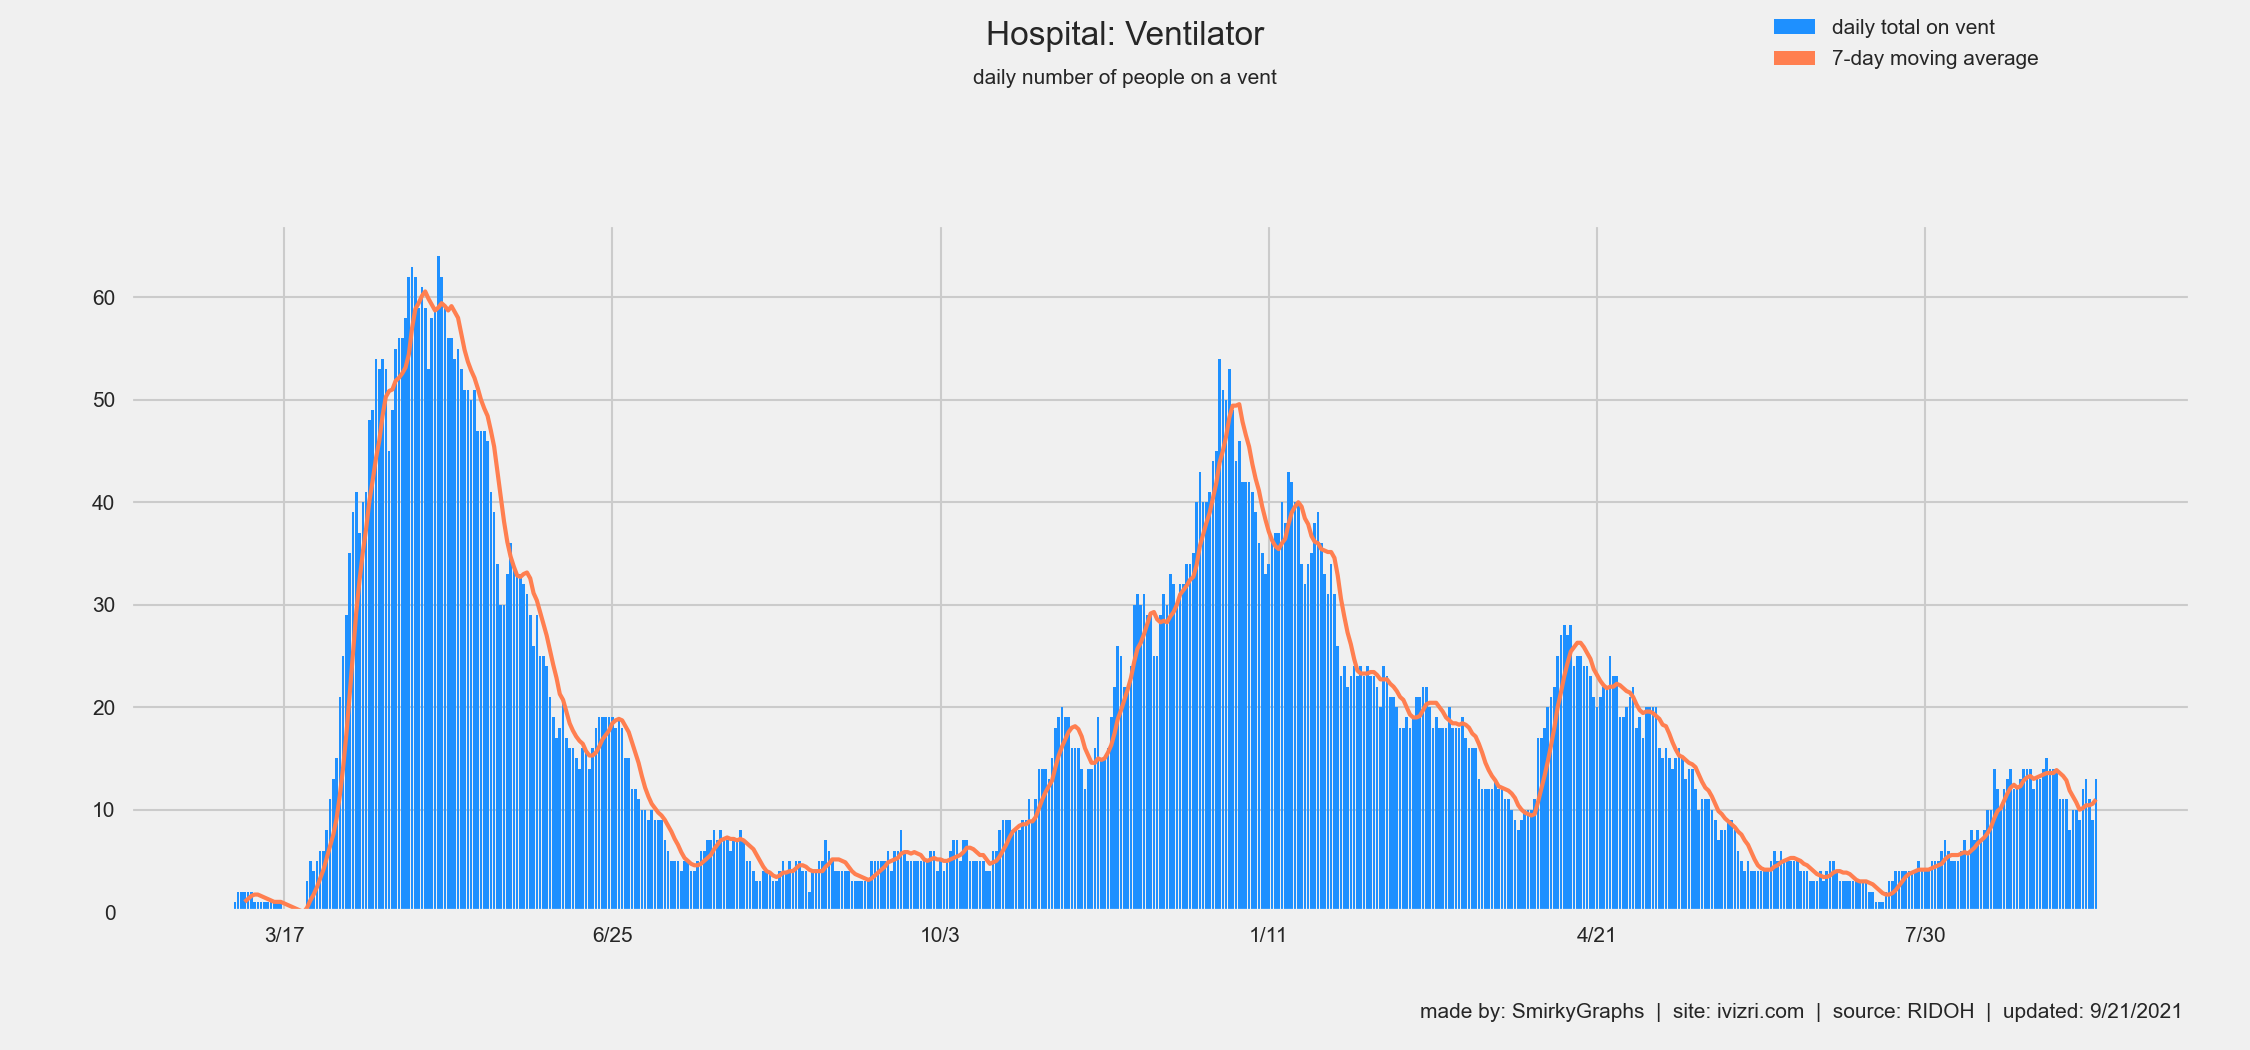 Hospital: Ventilator
daily number of people on a vent
daily total on vent
7-day moving average
60
50
40
30
20
10
0
3/17 6/25 10/3 1/11 4/21 7/30
made by: SmirkyGraphs | site: ivizri.com | source: RIDOH | updated: 9/21/2021